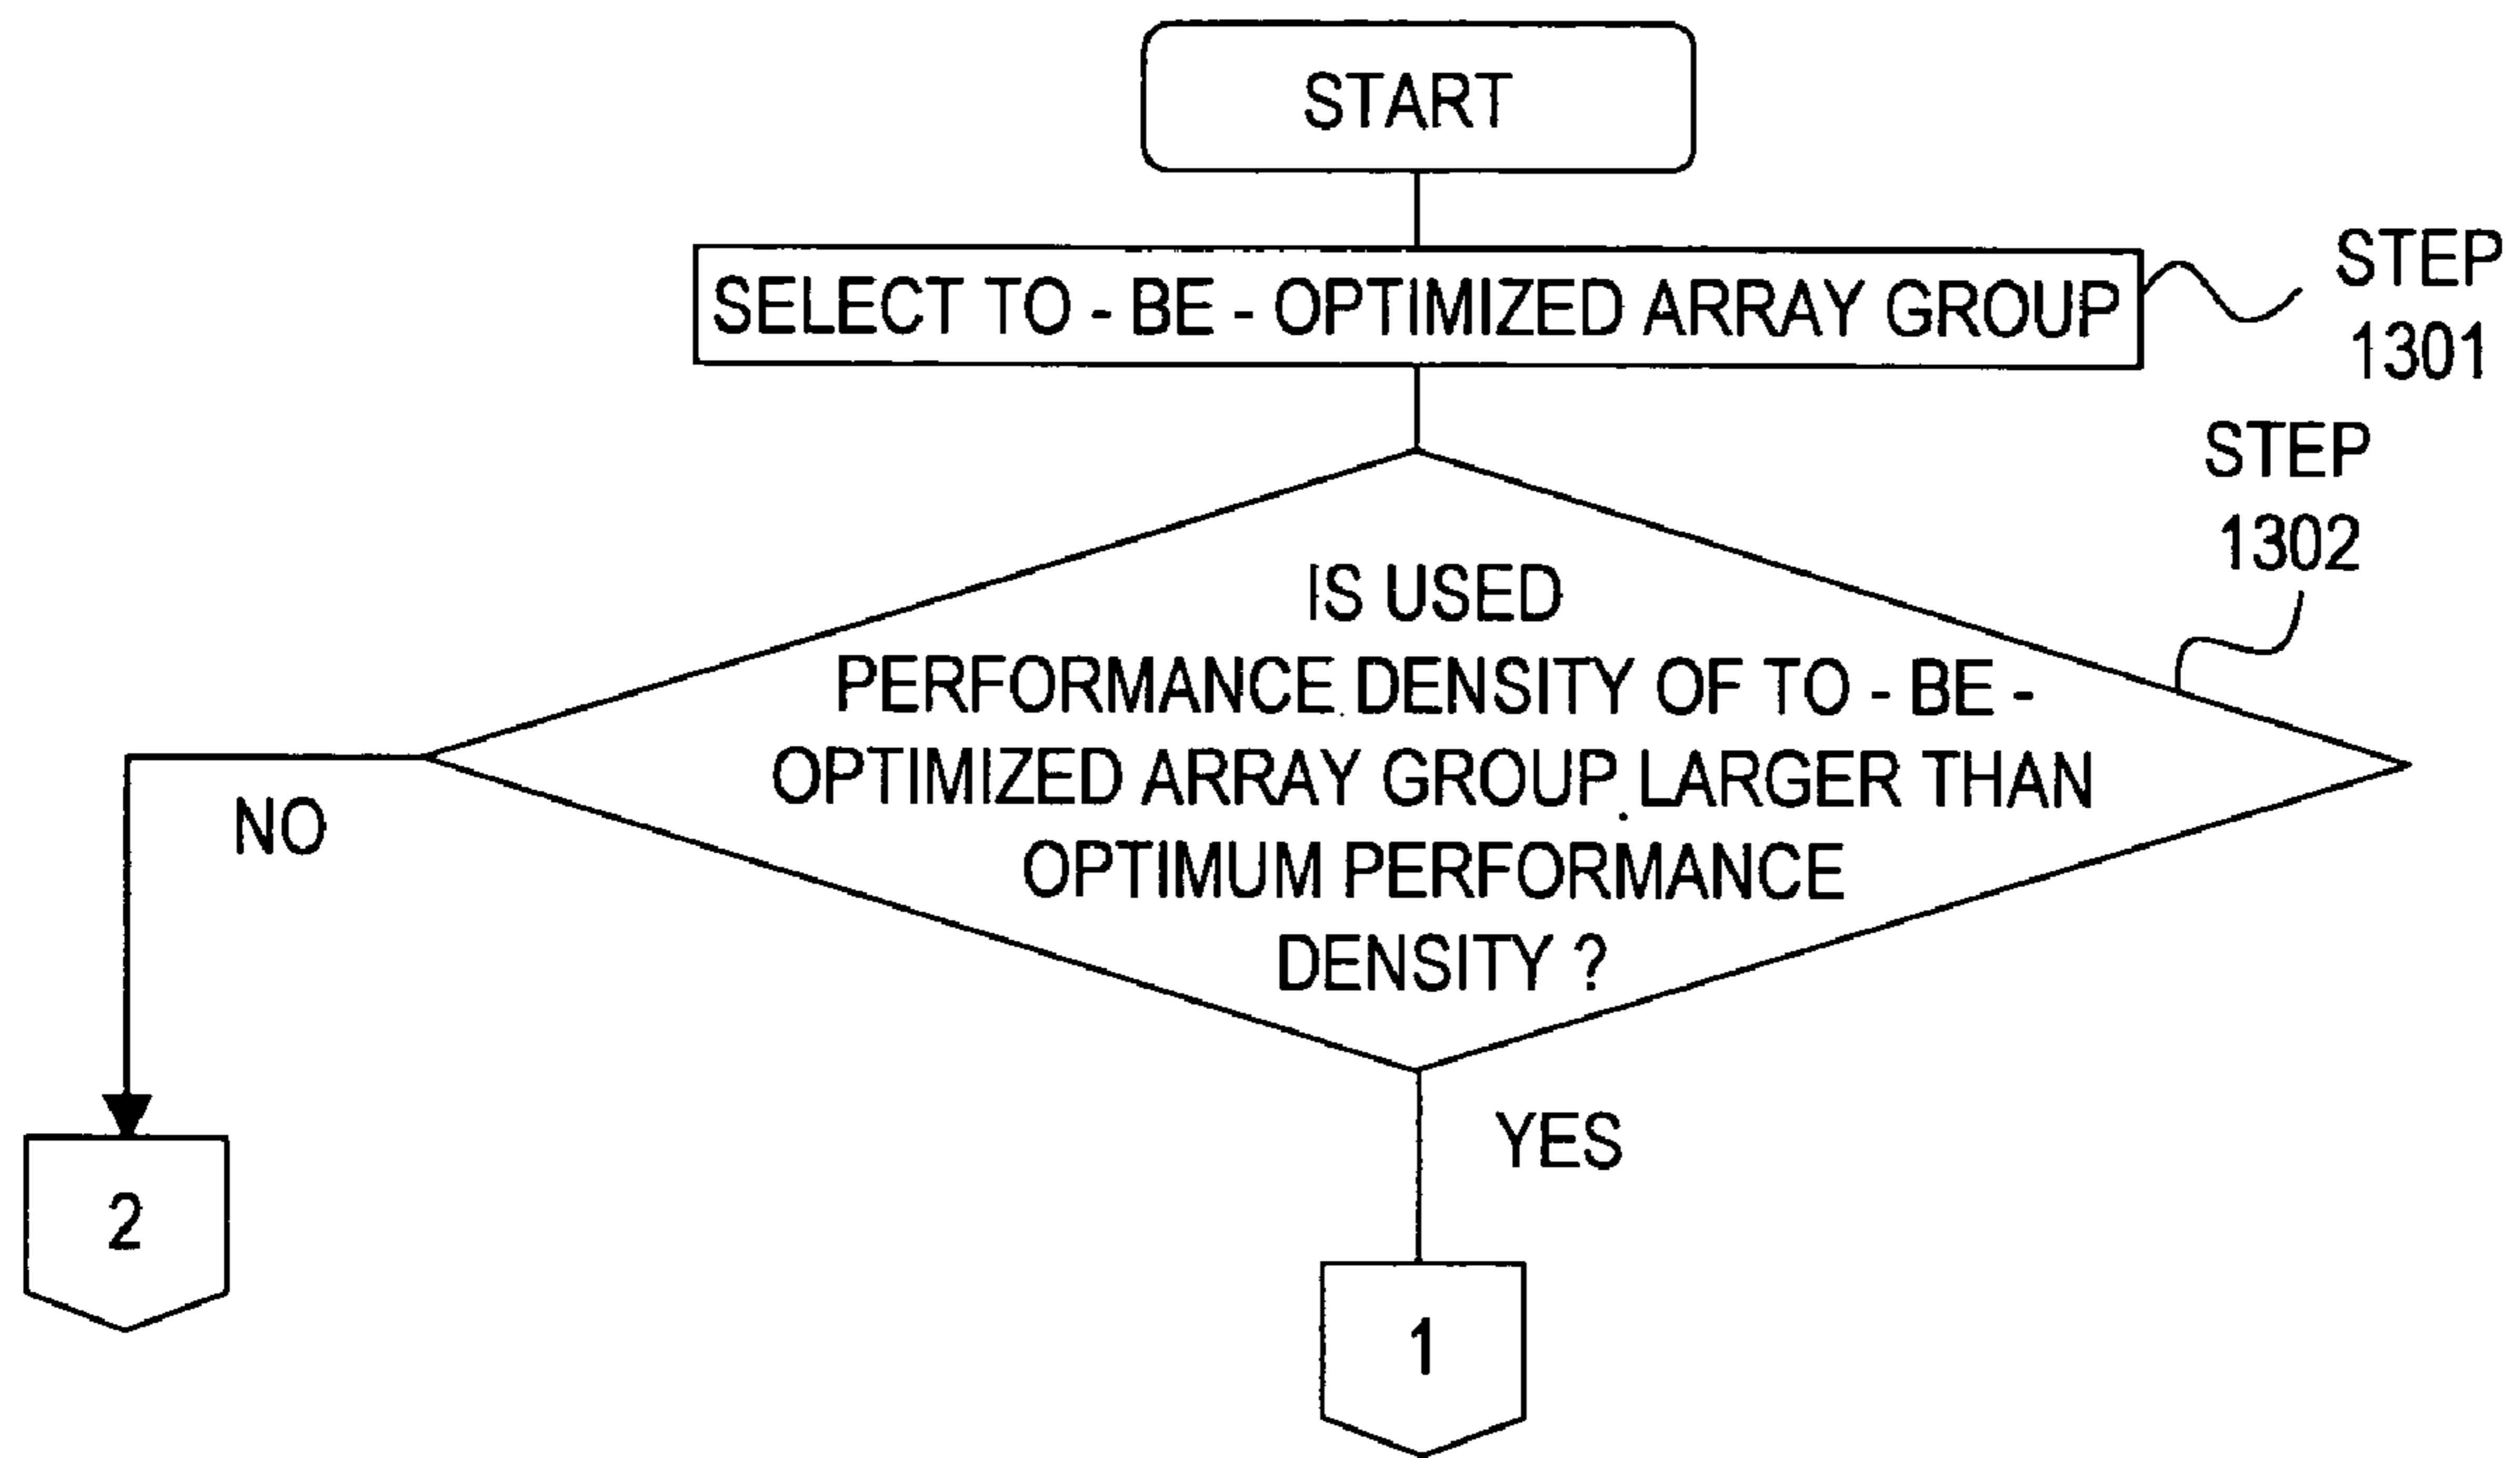 START
SELECT TO - BE - OPTIMIZED ARRAY GROUP
STEP
1301
STEP
1302
IS USED
PERFORMANCE DENSITY OF TO - BE -
OPTIMIZED ARRAY GROUP LARGER THAN
OPTIMUM PERFORMANCE
DENSITY ?
NO
YES
2
1